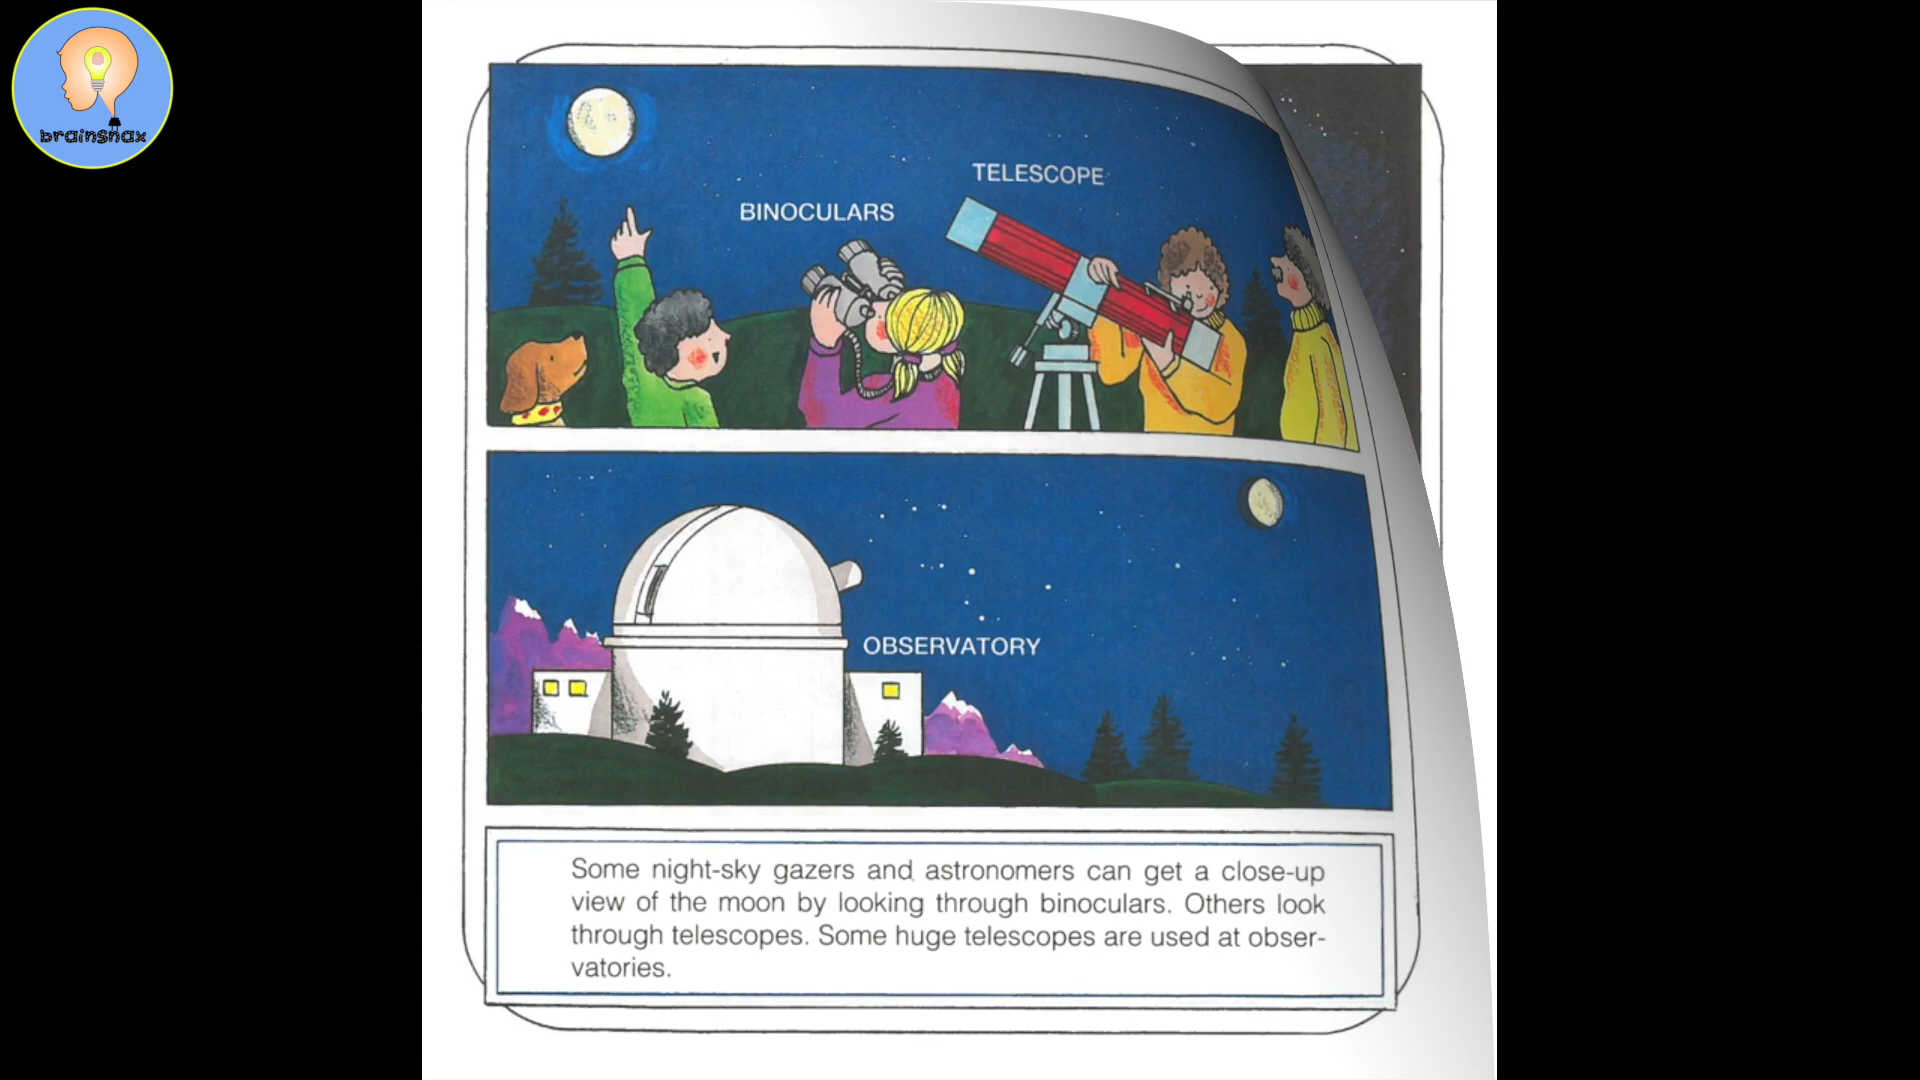 brainsnax
TELESCOPE
BINOCULARS
OBSERVATORY
Some night-sky gazers and astronomers can get a close-up
view of the moon by looking through binoculars. Others look
through telescopes. Some huge telescopes are used at obser-
vatories.